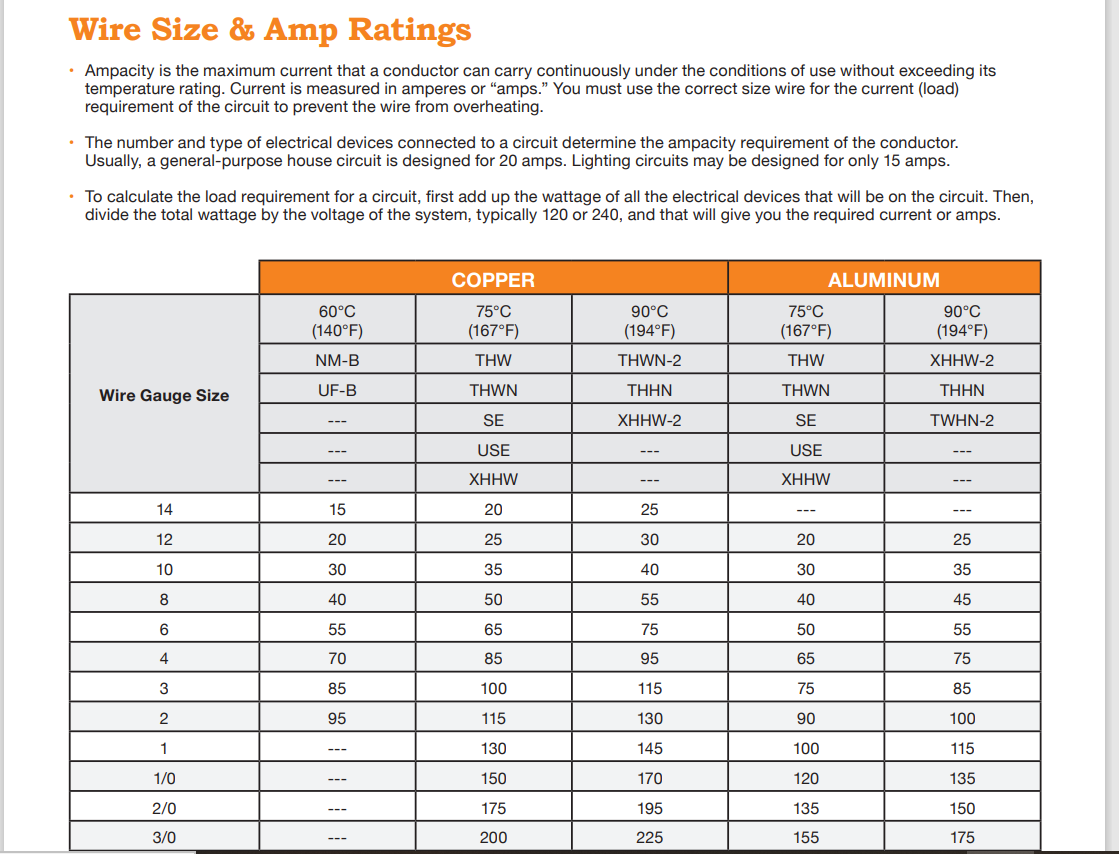 Wire Size & Amp Ratings
• Ampacity is the maximum current that a conductor can carry continuously under the conditions of use without exceeding its
temperature rating. Current is measured in amperes or “amps.” You must use the correct size wire for the current (load)
requirement of the circuit to prevent the wire from overheating.
• The number and type of electrical devices connected to a circuit determine the ampacity requirement of the conductor.
Usually, a general-purpose house circuit is designed for 20 amps. Lighting circuits may be designed for only 15 amps.
• To calculate the load requirement for a circuit, first add up the wattage of all the electrical devices that will be on the circuit. Then,
divide the total wattage by the voltage of the system, typically 120 or 240, and that will give you the required current or amps.
COPPER ALUMINUM
60°C 75°C 90°C 75°C 90°C
(140°F) (167°F) (194°F) (167°F) (194°F)
NM-B THW THWN-2 THW XHHW-2
Wire Gauge Size UF-B THWN THHN THWN THHN
--- SE XHHW-2 SE TWHN-2
--- USE --- USE ---
--- XHHW --- XHHW ---
14 15 20 25 --- ---
12 20 25 30 20 25
10 30 35 40 30 35
8 40 50 55 40 45
6 55 65 75 50 55
4 70 85 95 65 75
3 85 100 115 75 85
2 95 115 130 90 100
1 --- 130 145 100 115
1/0 --- 150 170 120 135
2/0 --- 175 195 135 150
3/0 --- 200 225 155 175